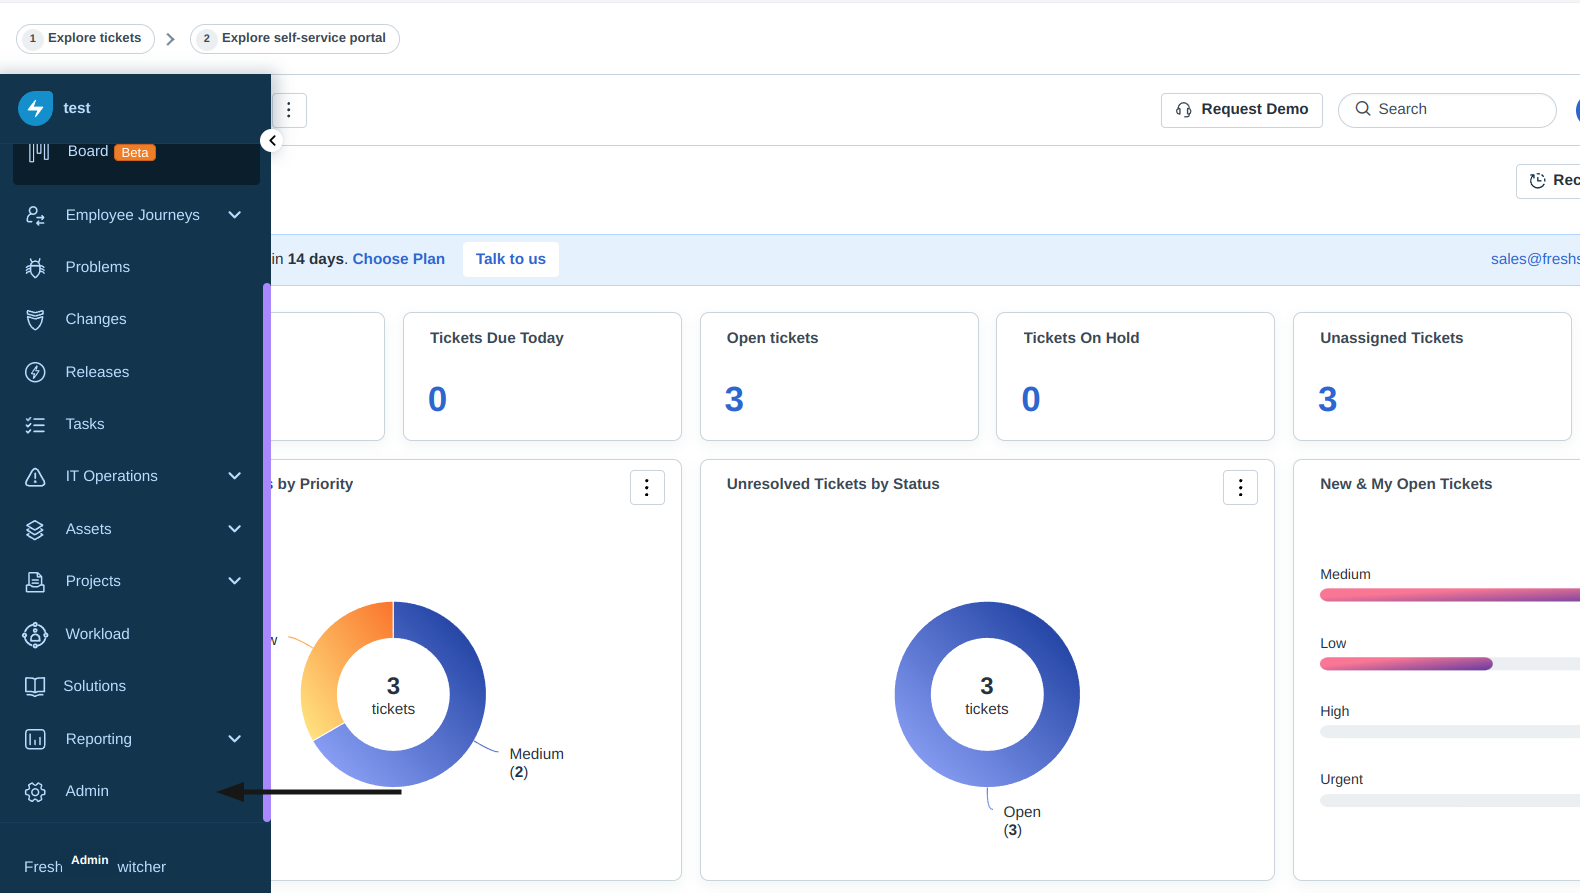 1 Explore tickets
2 Explore self-service portal
test
Request Demo
Search
Board Beta
Rec
Employee Journeys
in 14 days. Choose Plan
Talk to us
sales@freshs
Problems
Changes
Releases
Tasks
IT Operations
Assets
Projects
Workload
Solutions
Reporting
Admin
Fresh
Admin
witcher
Tickets Due Today
0
Open tickets
3
Tickets On Hold
0
Unassigned Tickets
3
s by Priority
w
3
tickets
Medium
(2)
Unresolved Tickets by Status
3
tickets
Open
(3)
New & My Open Tickets
Medium
Low
High
Urgent